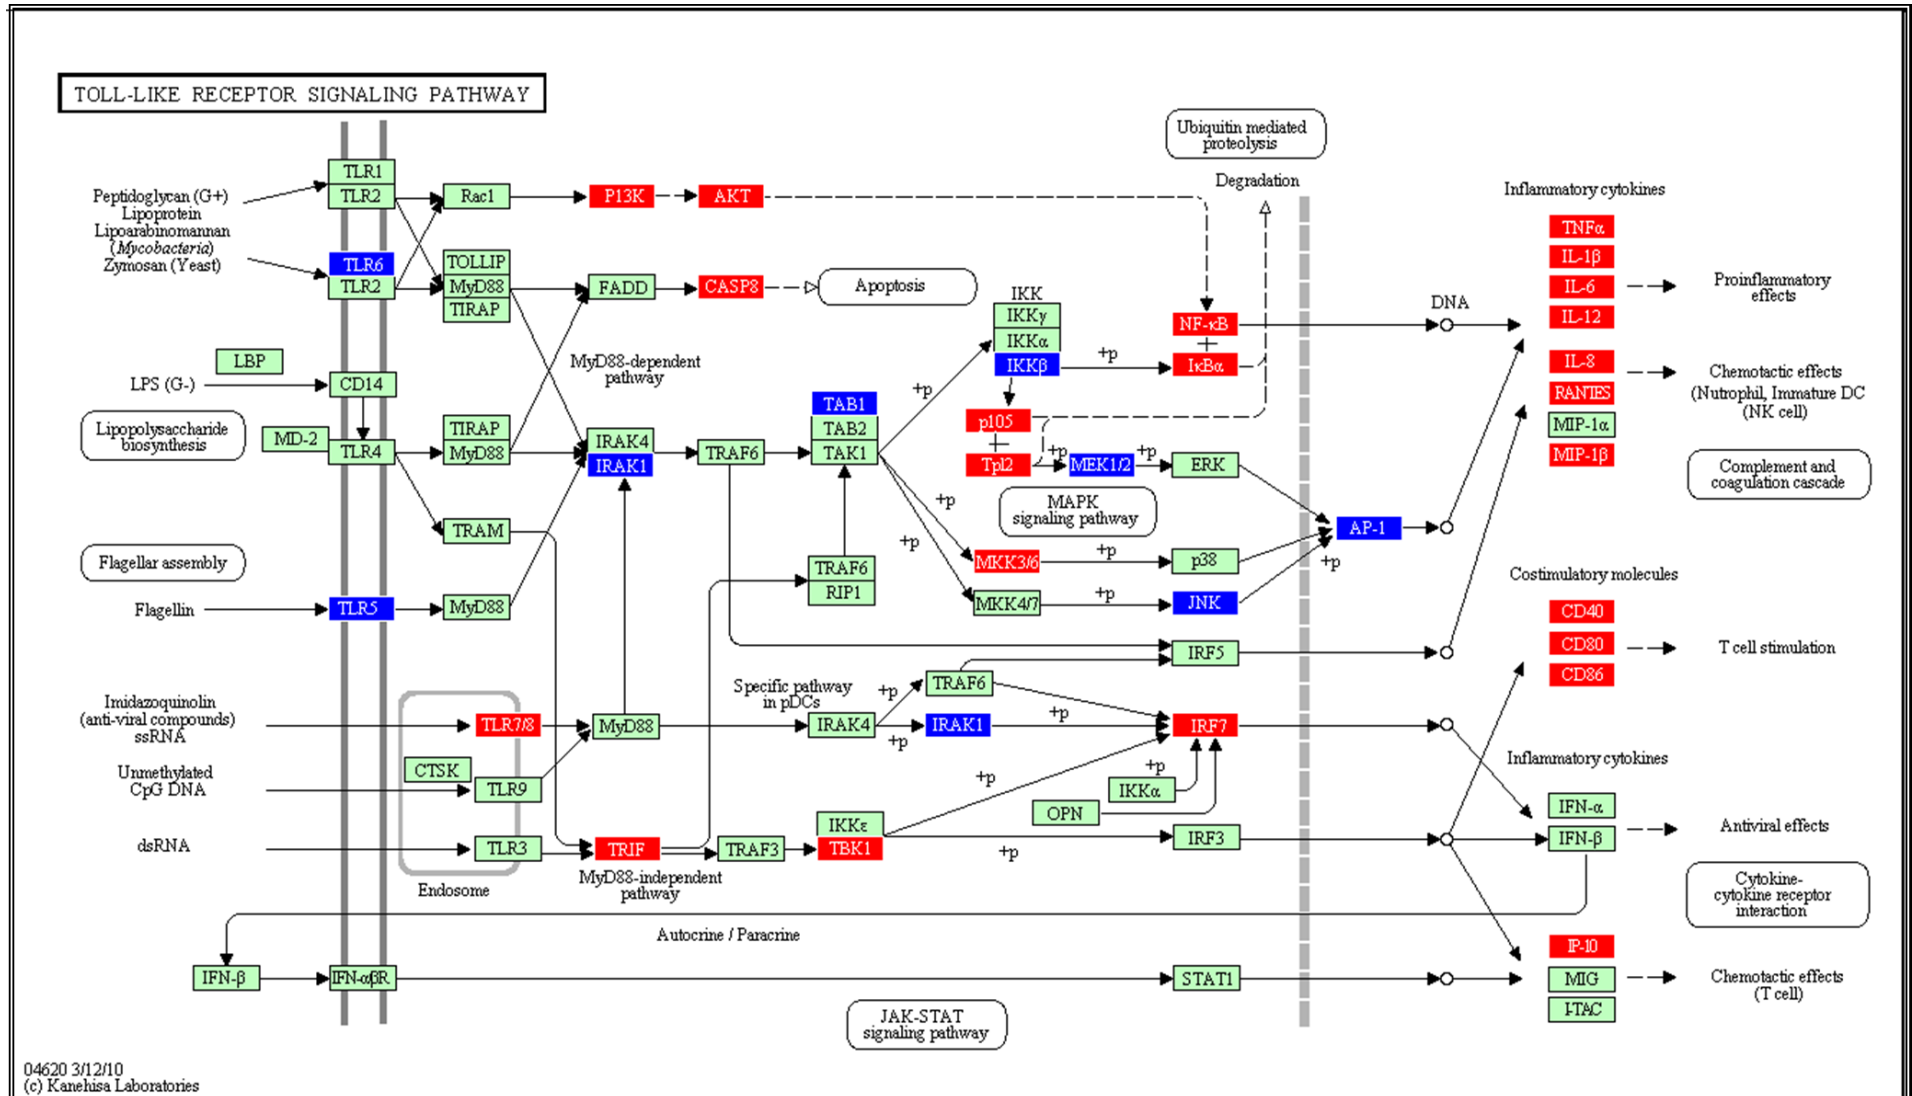 TOLL-LIKE RECEPTOR SIGNALING PATHWAY
Ubiquitin mediated
proteolysis
Degradation
Inflammatory cytokines
TLR1
TLR2
Rac1
P13K
AKT
Peptidoglycan (G+)
Lipoprotein
Lipoarabinomannan
(Mycobacteria)
Zymosan (Yeast)
TLR6
TLR2
TOLLIP
MyD88
TIRAP
FADD
CASP8
Apoptosis
IKK
IKKγ
IKKα
IKKβ
+p
NF-κB
+
IκBα
DNA
TNFα
IL-1β
IL-6
IL-12
Proinflammatory
effects
IL-8
RANTES
MIP-1α
MIP-1β
Chemotactic effects
(Nutrophil, Immature DC
(NK cell)
LBP
LPS (G-)
CD14
MyD88-dependent
pathway
Lipopolysaccharide
biosynthesis
MD-2
TLR4
TIRAP
MyD88
IRAK4
IRAK1
TRAF6
TAB1
TAB2
TAK1
+p
p105
+
Tpl2
+p
MEK1/2
+p
ERK
Complement and
coagulation cascade
MAPK
signaling pathway
+p
AP-1
TRAM
+p
Flagellar assembly
TRAF6
RIP1
MKK3/6
+p
p38
+p
Costimulatory molecules
Flagellin
TLR5
MyD88
MKK4/7
+p
JNK
CD40
CD80
CD86
T cell stimulation
IRF5
Specific pathway
in pDCs
+p
TRAF6
Imidazoquinolin
(anti-viral compounds)
ssRNA
TLR7/8
MyD88
IRAK4
+p
IRAK1
+p
IRF7
Unmethylated
CpG DNA
CTSK
TLR9
+p
+p
IKKα
OPN
Inflammatory cytokines
IFN-α
IFN-β
Antiviral effects
dsRNA
TLR3
TRIF
TRAF3
IKKε
TBK1
+p
IRF3
Endosome
MyD88-independent
pathway
Cytokine-
cytokine receptor
interaction
Autocrine / Paracrine
IFN-β
IFN-αβR
STAT1
IP-10
MIG
I-TAC
Chemotactic effects
(T cell)
JAK-STAT
signaling pathway
04620 3/12/10
(c) Kanehisa Laboratories